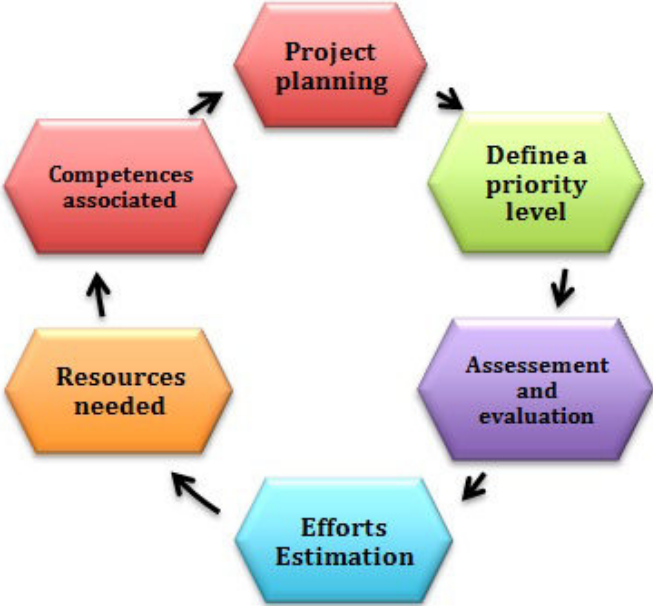 Project
planning
Define a
priority
level
Assessement
and
evaluation
Efforts
Estimation
Resources
needed
Competences
associated